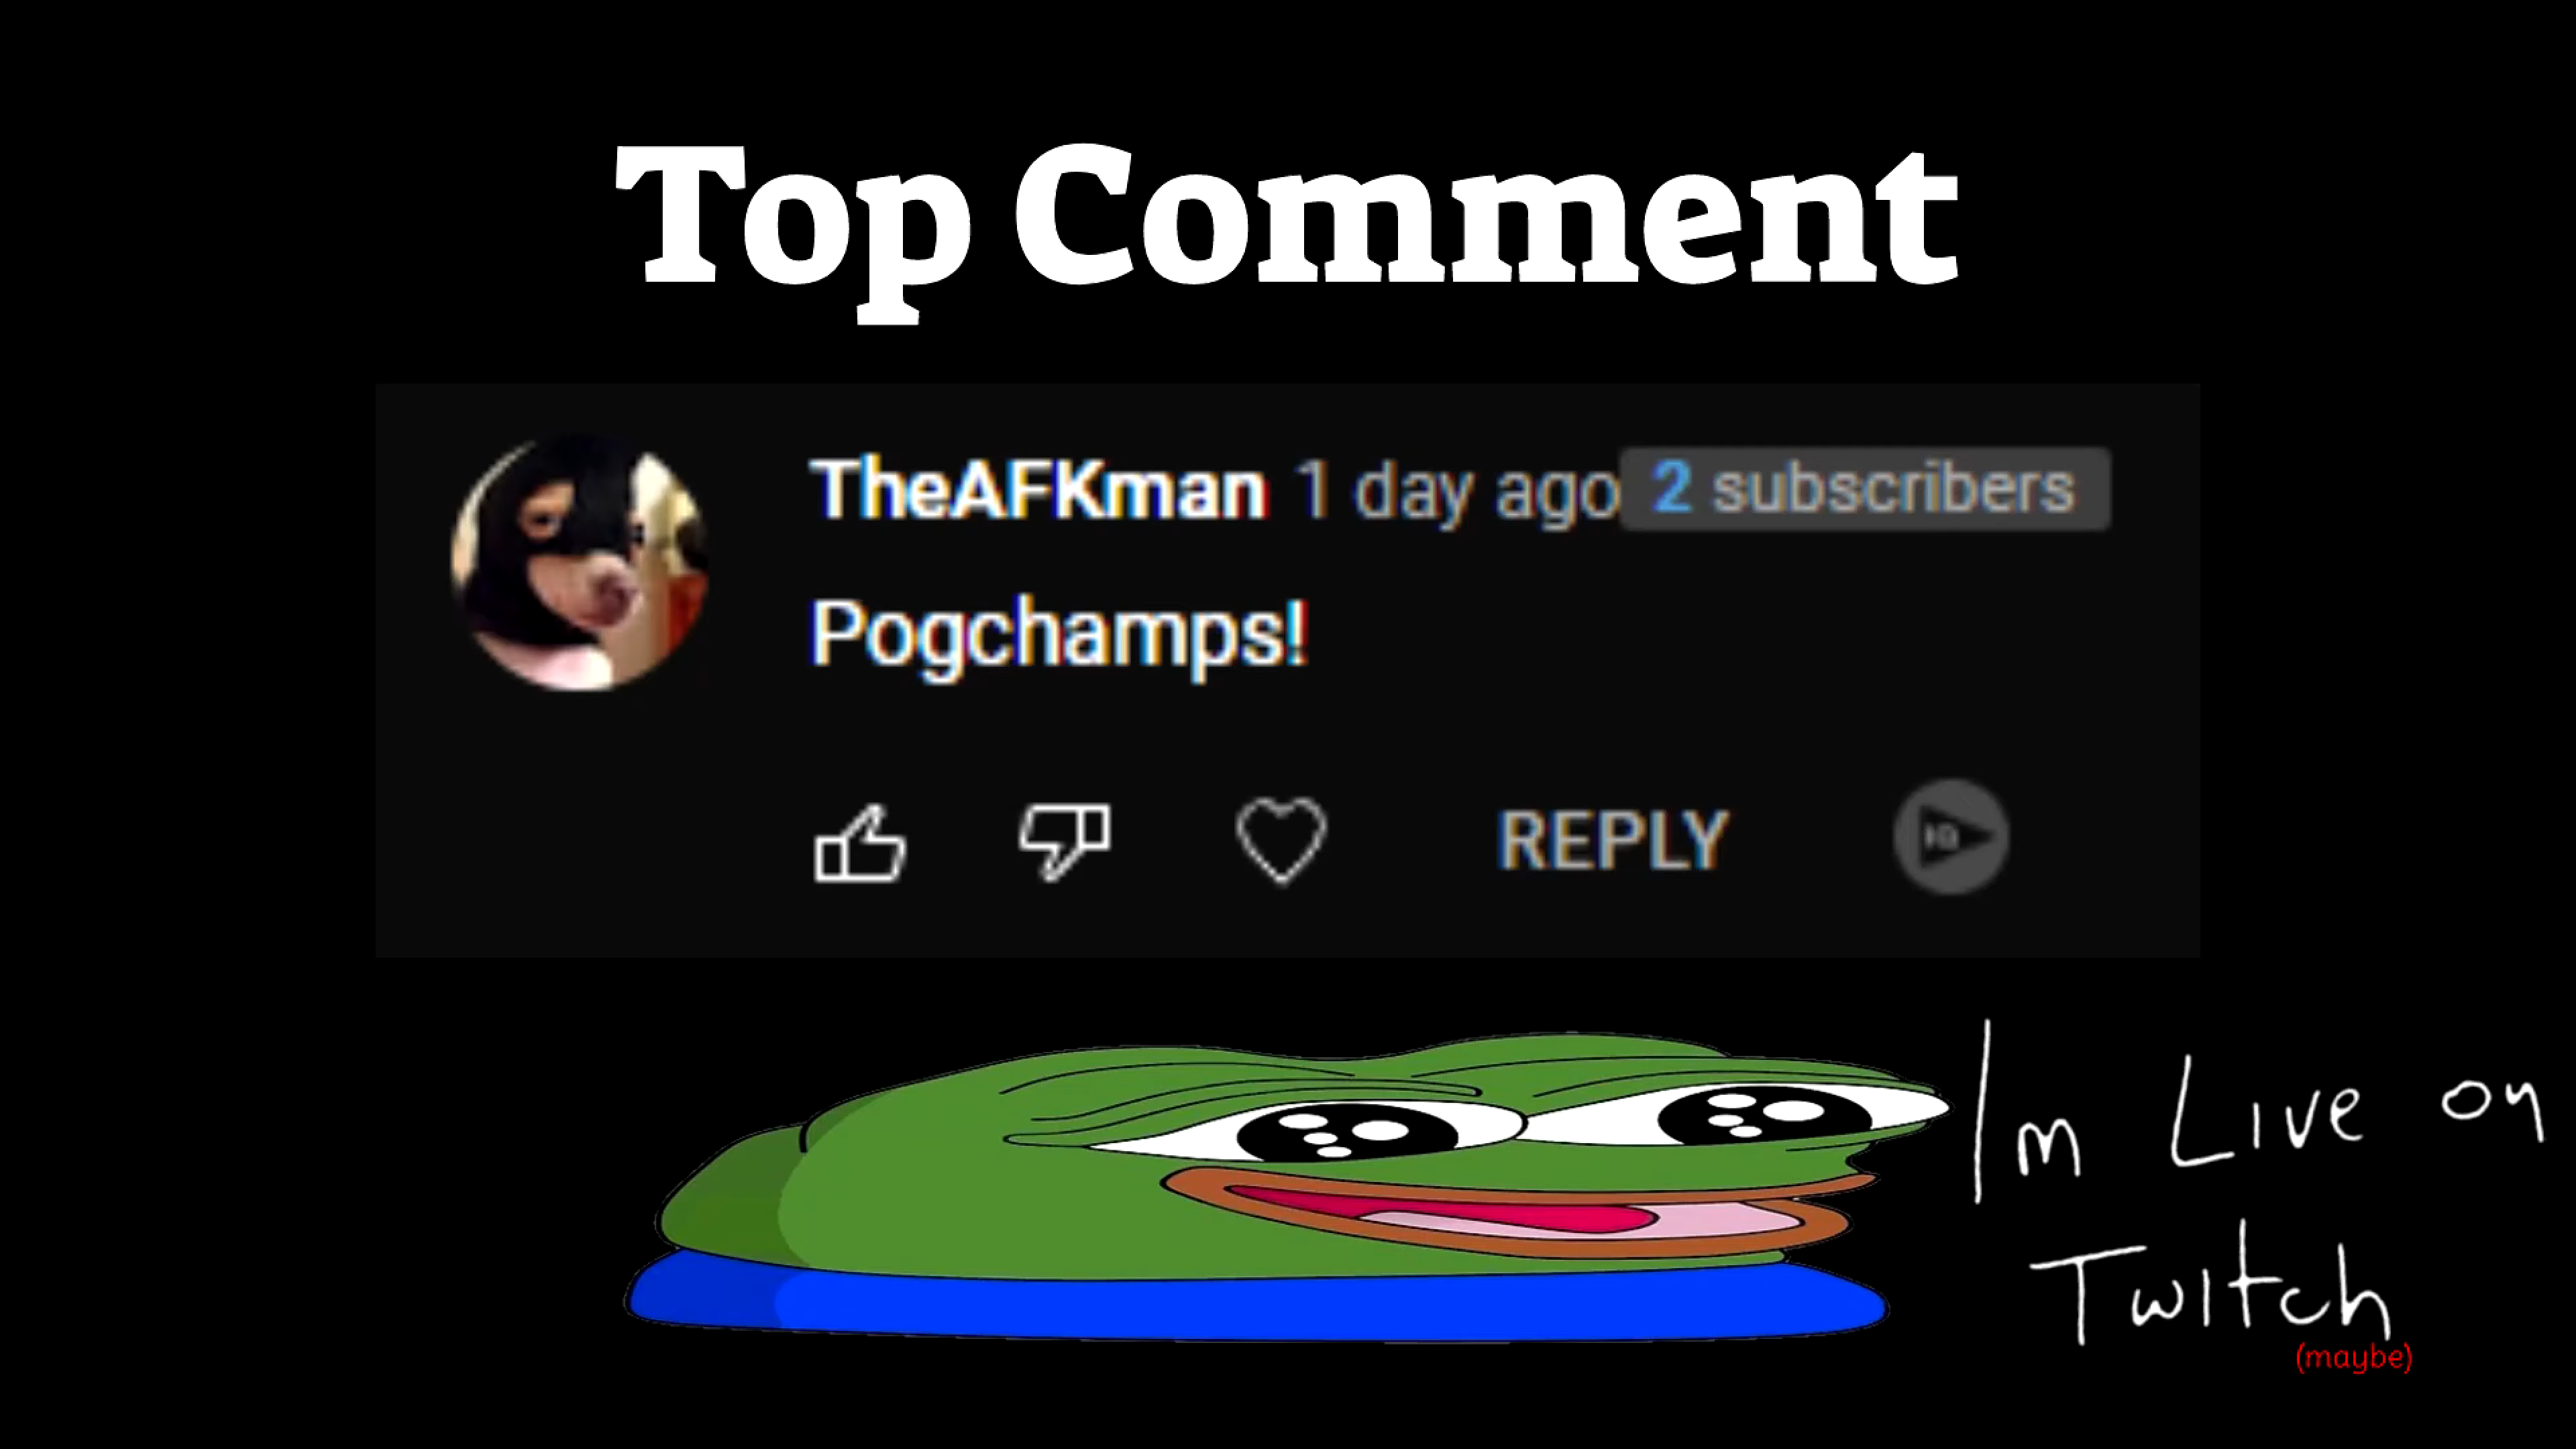 Top Comment
TheAFKman 1 day ago 2 subscribers
Pogchamps!
REPLY
Im Live on
Twitch
(maybe)